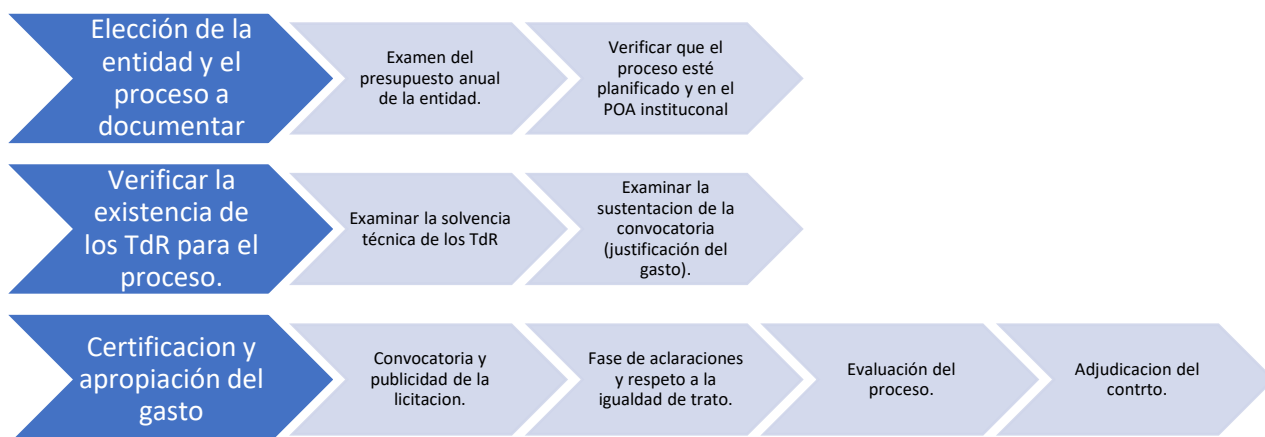 Elección de la
entidad y el
proceso a
documentar
Examen del
presupuesto anual
de la entidad.
Verificar que el
proceso esté
planificado y en el
POA instituconal
Verificar la
existencia de
los TdR para el
proceso.
Examinar la solvencia
técnica de los TdR
Examinar la
sustentacion de la
convocatoria
(justificación del
gasto).
Certificacion y
apropiación del
gasto
Convocatoria y
publicidad de la
licitacion.
Fase de aclaraciones
y respeto a la
igualdad de trato.
Evaluación del
proceso.
Adjudicacion del
contrto.